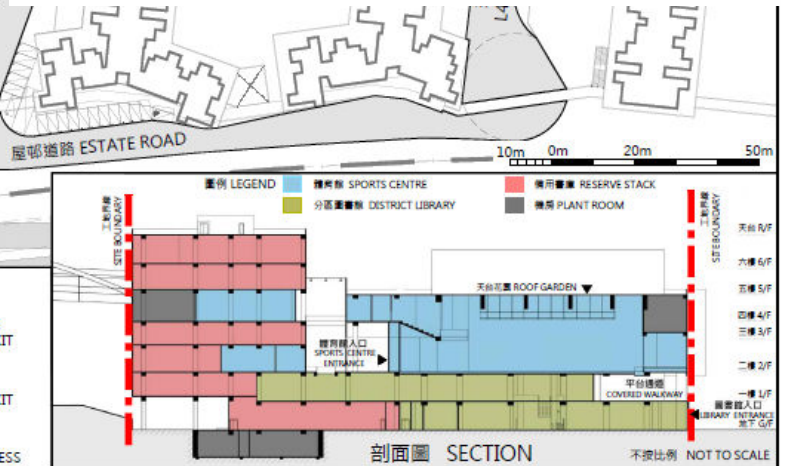 L4
屋邨道路 ESTATE ROAD
10m 0m 20m 50m
圖例 LEGEND
體育館 SPORTS CENTRE
備用書庫 RESERVE STACK
分區圖書館 DISTRICT LIBRARY
機房 PLANT ROOM
工地界線
SITE BOUNDARY
工地界線
SITE BOUNDARY
天台 R/F
六樓 6/F
五樓 5/F
四樓 4/F
三樓 3/F
二樓 2/F
一樓 1/F
地下 G/F
天台花園 ROOF GARDEN
體育館入口
SPORTS CENTRE
ENTRANCE
平台通道
COVERED WALKWAY
圖書館入口
LIBRARY ENTRANCE
XIT
XIT
ESS
剖面圖 SECTION
不按比例 NOT TO SCALE